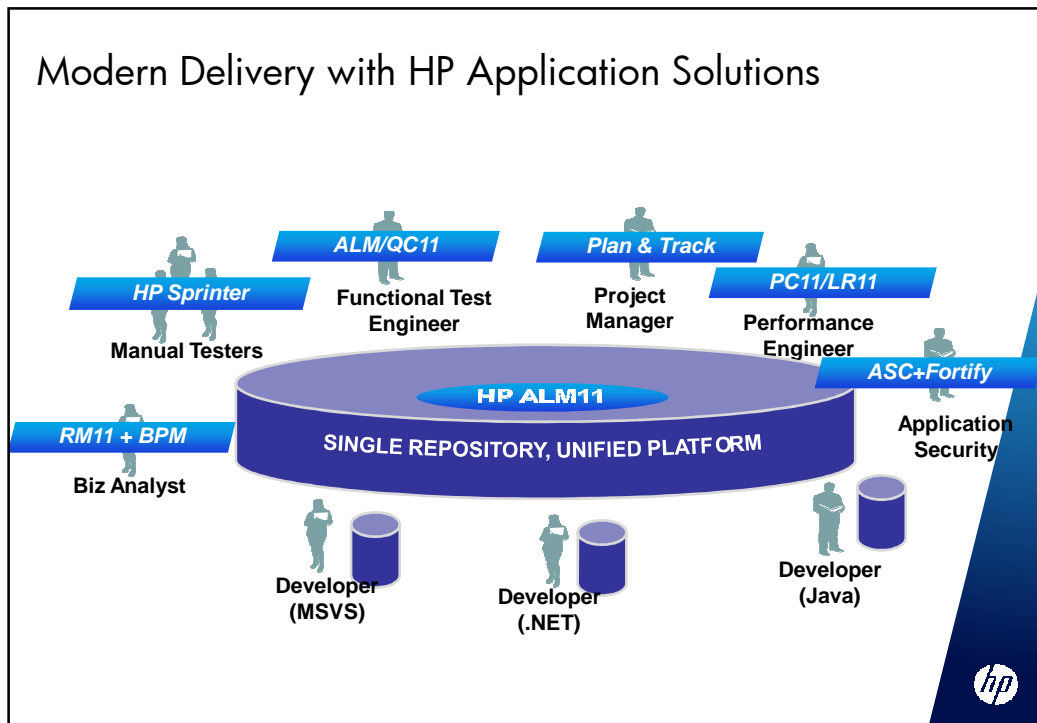 Modern Delivery with HP Application Solutions
ALM/QC11
Functional Test
Engineer
Plan & Track
Project
Manager
HP Sprinter
Manual Testers
PC11/LR11
Performance
Engineer
ASC+Fortify
Application
Security
RM11 + BPM
Biz Analyst
HP ALM11
SINGLE REPOSITORY, UNIFIED PLATFORM
Developer
(MSVS)
Developer
(.NET)
Developer
(Java)
hp